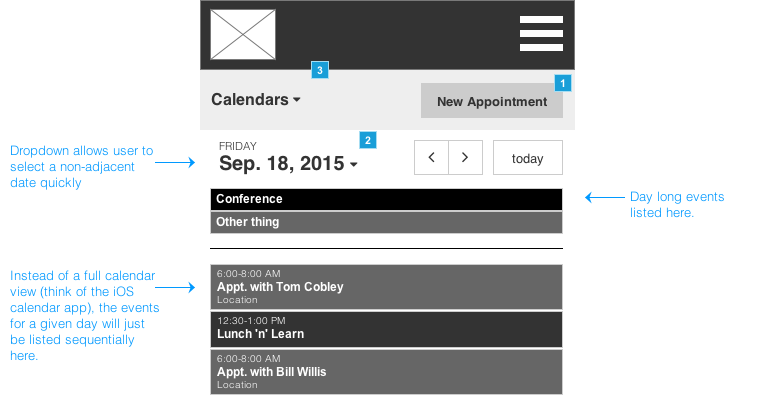 3
1
Calendars
New Appointment
2
FRIDAY
Sep. 18, 2015
today
Dropdown allows user to
select a non-adjacent
date quickly
Conference
Other thing
Day long events
listed here.
6:00-8:00 AM
Appt. with Tom Cobley
Location
12:30-1:00 PM
Lunch 'n' Learn
6:00-8:00 AM
Appt. with Bill Willis
Location
Instead of a full calendar
view (think of the iOS
calendar app), the events
for a given day will just
be listed sequentially
here.